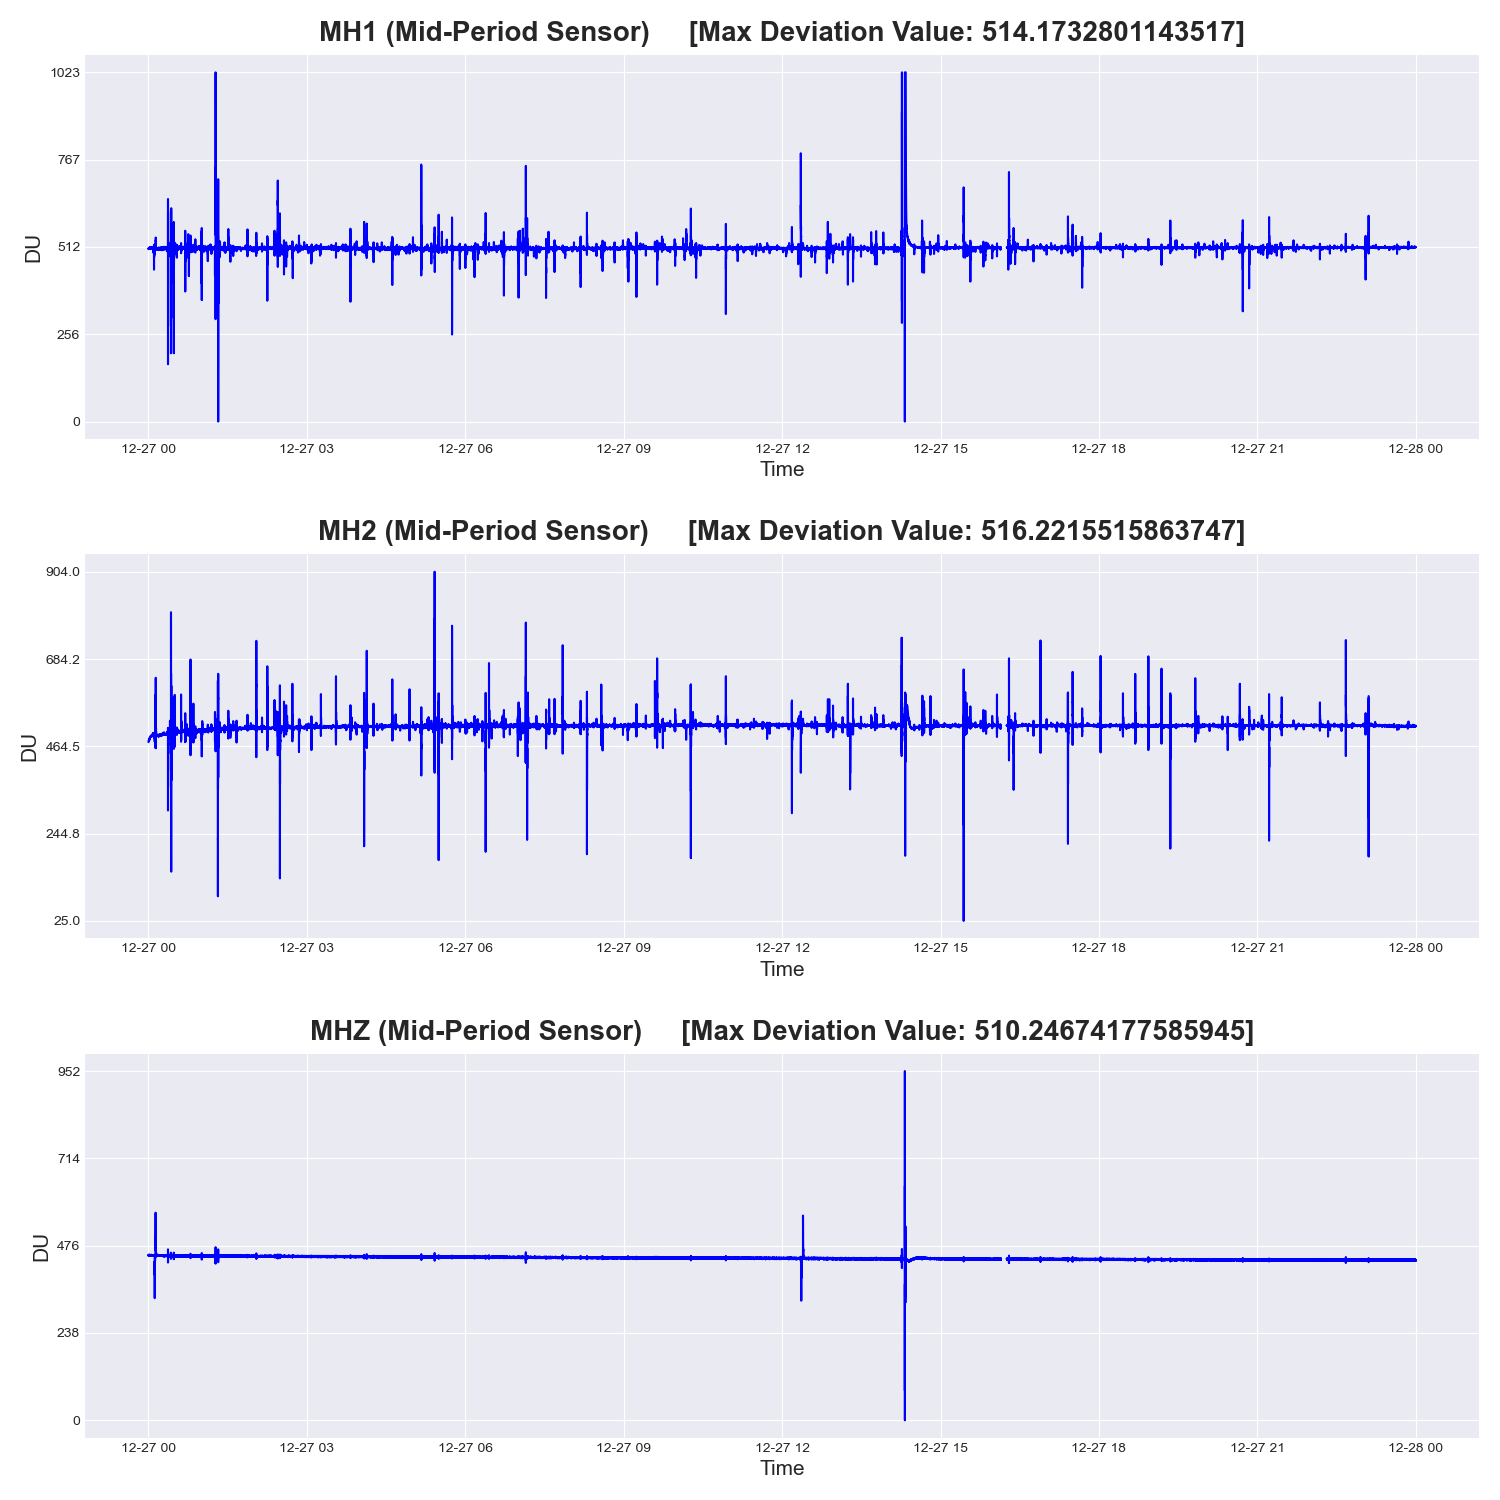 MH1 (Mid-Period Sensor) [Max Deviation Value: 514.1732801143517]
1023
767
512
256
0
DU
12-27 00 12-27 03 12-27 06 12-27 09 12-27 12 12-27 15 12-27 18 12-27 21 12-28 00
Time
MH2 (Mid-Period Sensor) [Max Deviation Value: 516.2215515863747]
904.0
684.2
464.5
244.8
25.0
DU
12-27 00 12-27 03 12-27 06 12-27 09 12-27 12 12-27 15 12-27 18 12-27 21 12-28 00
Time
MHZ (Mid-Period Sensor) [Max Deviation Value: 510.24674177585945]
952
714
476
238
0
DU
12-27 00 12-27 03 12-27 06 12-27 09 12-27 12 12-27 15 12-27 18 12-27 21 12-28 00
Time